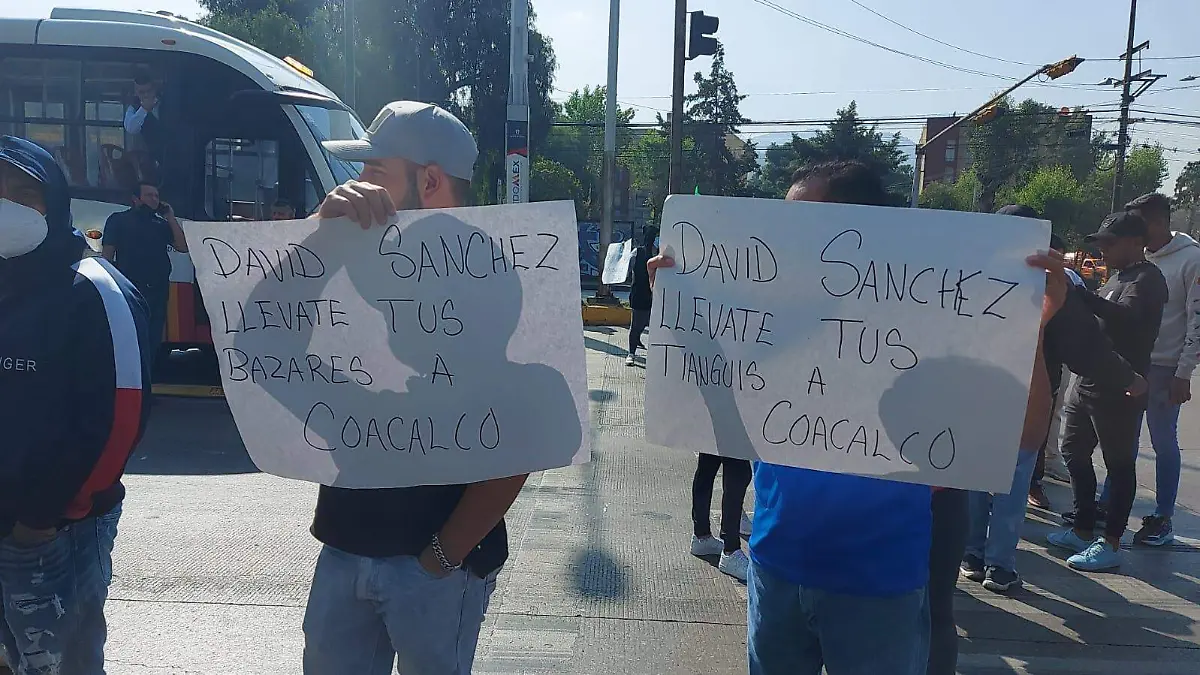 DAVID SANCHEZ
LLEVATE TUS
BAZARES A
COACALCO
DAVID SANCHEZ
LLEVATE TUS
TIANGUIS A
COACALCO